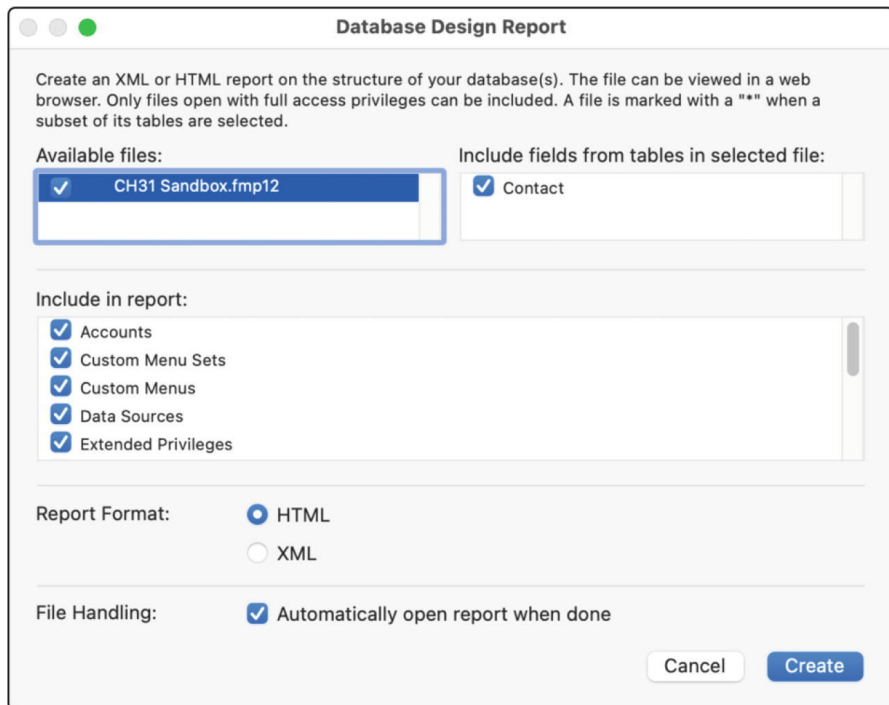 Database Design Report
Create an XML or HTML report on the structure of your database(s). The file can be viewed in a web
browser. Only files open with full access privileges can be included. A file is marked with a "*" when a
subset of its tables are selected.
Available files:
CH31 Sandbox.fmp12
Include fields from tables in selected file:
Contact
Include in report:
Accounts
Custom Menu Sets
Custom Menus
Data Sources
Extended Privileges
Report Format:
HTML
XML
File Handling:
Automatically open report when done
Cancel
Create